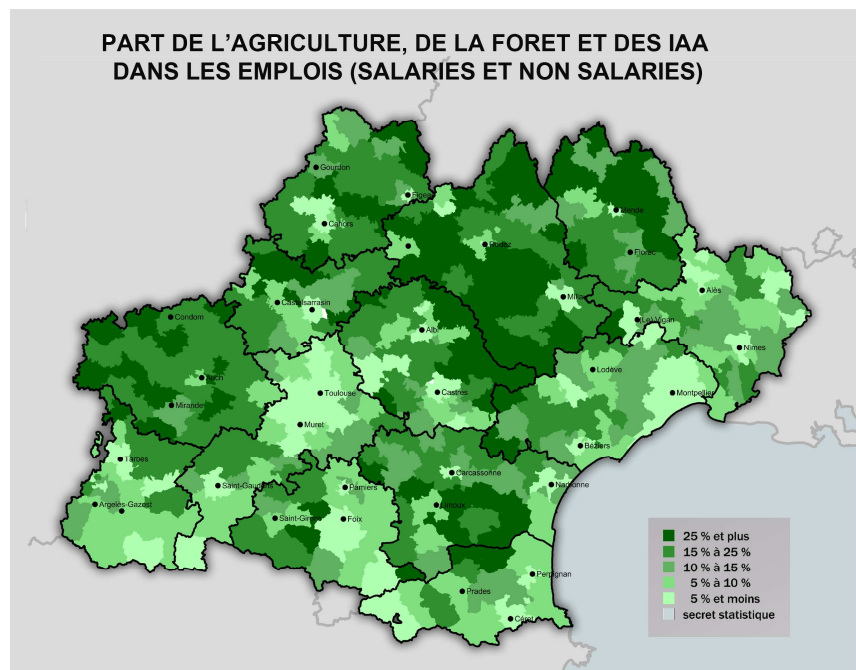 PART DE L'AGRICULTURE, DE LA FORET ET DES IAA
DANS LES EMPLOIS (SALARIES ET NON SALARIES)
Gourdon
Figea
Cahors
Mende
Rodez
Florac
Castelsarrasin
Millau
Alès
Condom
(Le) Vigan
Albi
Nîmes
Auch
Lodève
Toulouse
Castres
Montpellier
Mirande
Muret
Béziers
Tarbes
Carcassonne
Saint-Gaudens
Pamiers
Narbonne
Argelès-Gazost
Limoux
Saint-Girons
Foix
Perpignan
Prades
Céret
25 % et plus
15 % à 25 %
10 % à 15 %
5 % à 10 %
5 % et moins
secret statistique